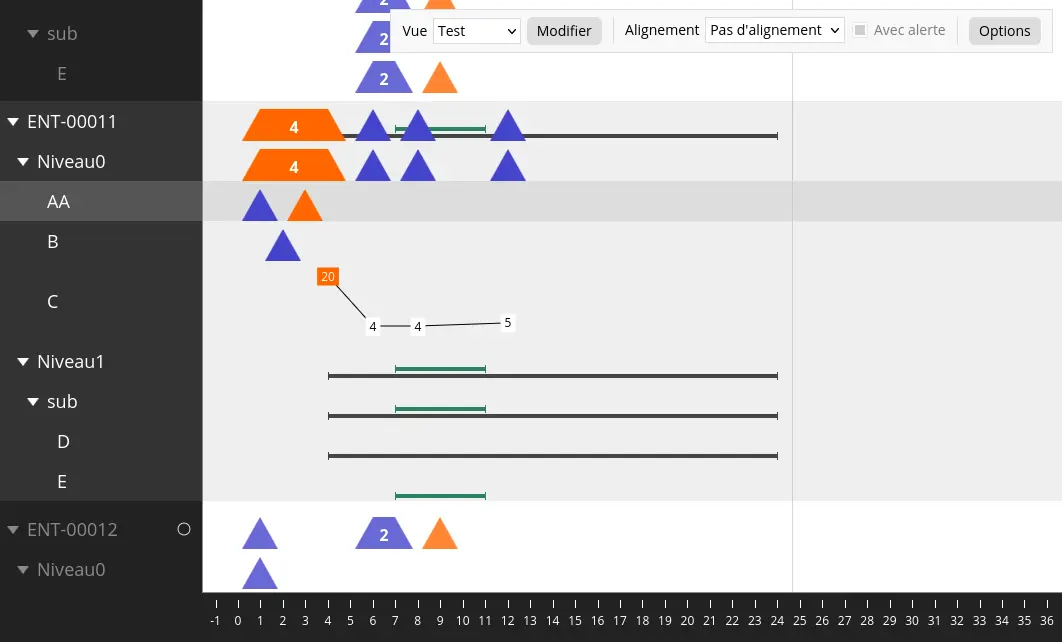 2
sub
2
Vue Test Modifier Alignement Pas d'alignement Avec alerte Options
E
2
ENT-00011
4
Niveau0
4
AA
B
20
C
4 4 5
Niveau1
sub
D
E
ENT-00012
2
Niveau0
-1 0 1 2 3 4 5 6 7 8 9 10 11 12 13 14 15 16 17 18 19 20 21 22 23 24 25 26 27 28 29 30 31 32 33 34 35 36